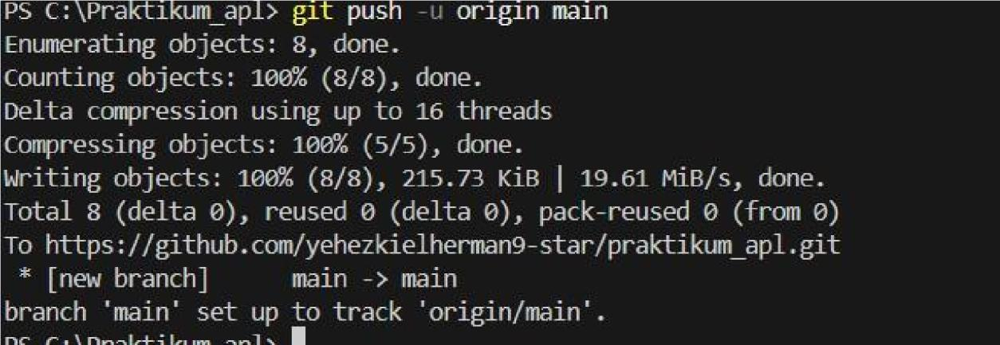 PS C:\Praktikum_apl> git push -u origin main
Enumerating objects: 8, done.
Counting objects: 100% (8/8), done.
Delta compression using up to 16 threads
Compressing objects: 100% (5/5), done.
Writing objects: 100% (8/8), 215.73 KiB | 19.61 MiB/s, done.
Total 8 (delta 0), reused 0 (delta 0), pack-reused 0 (from 0)
To https://github.com/yehezkielherman9-star/praktikum_apl.git
 * [new branch]      main -> main
branch 'main' set up to track 'origin/main'.
PS C:\Praktikum_apl>